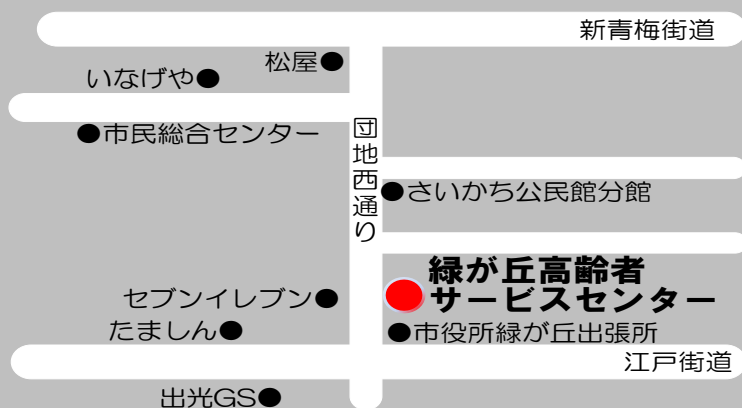 新青梅街道
松屋●
いなげや●
●市民総合センター
団地西通り
●さいかち公民館分館
緑が丘高齢者
サービスセンター
セブンイレブン●
たましん●
●市役所緑が丘出張所
江戸街道
出光GS●